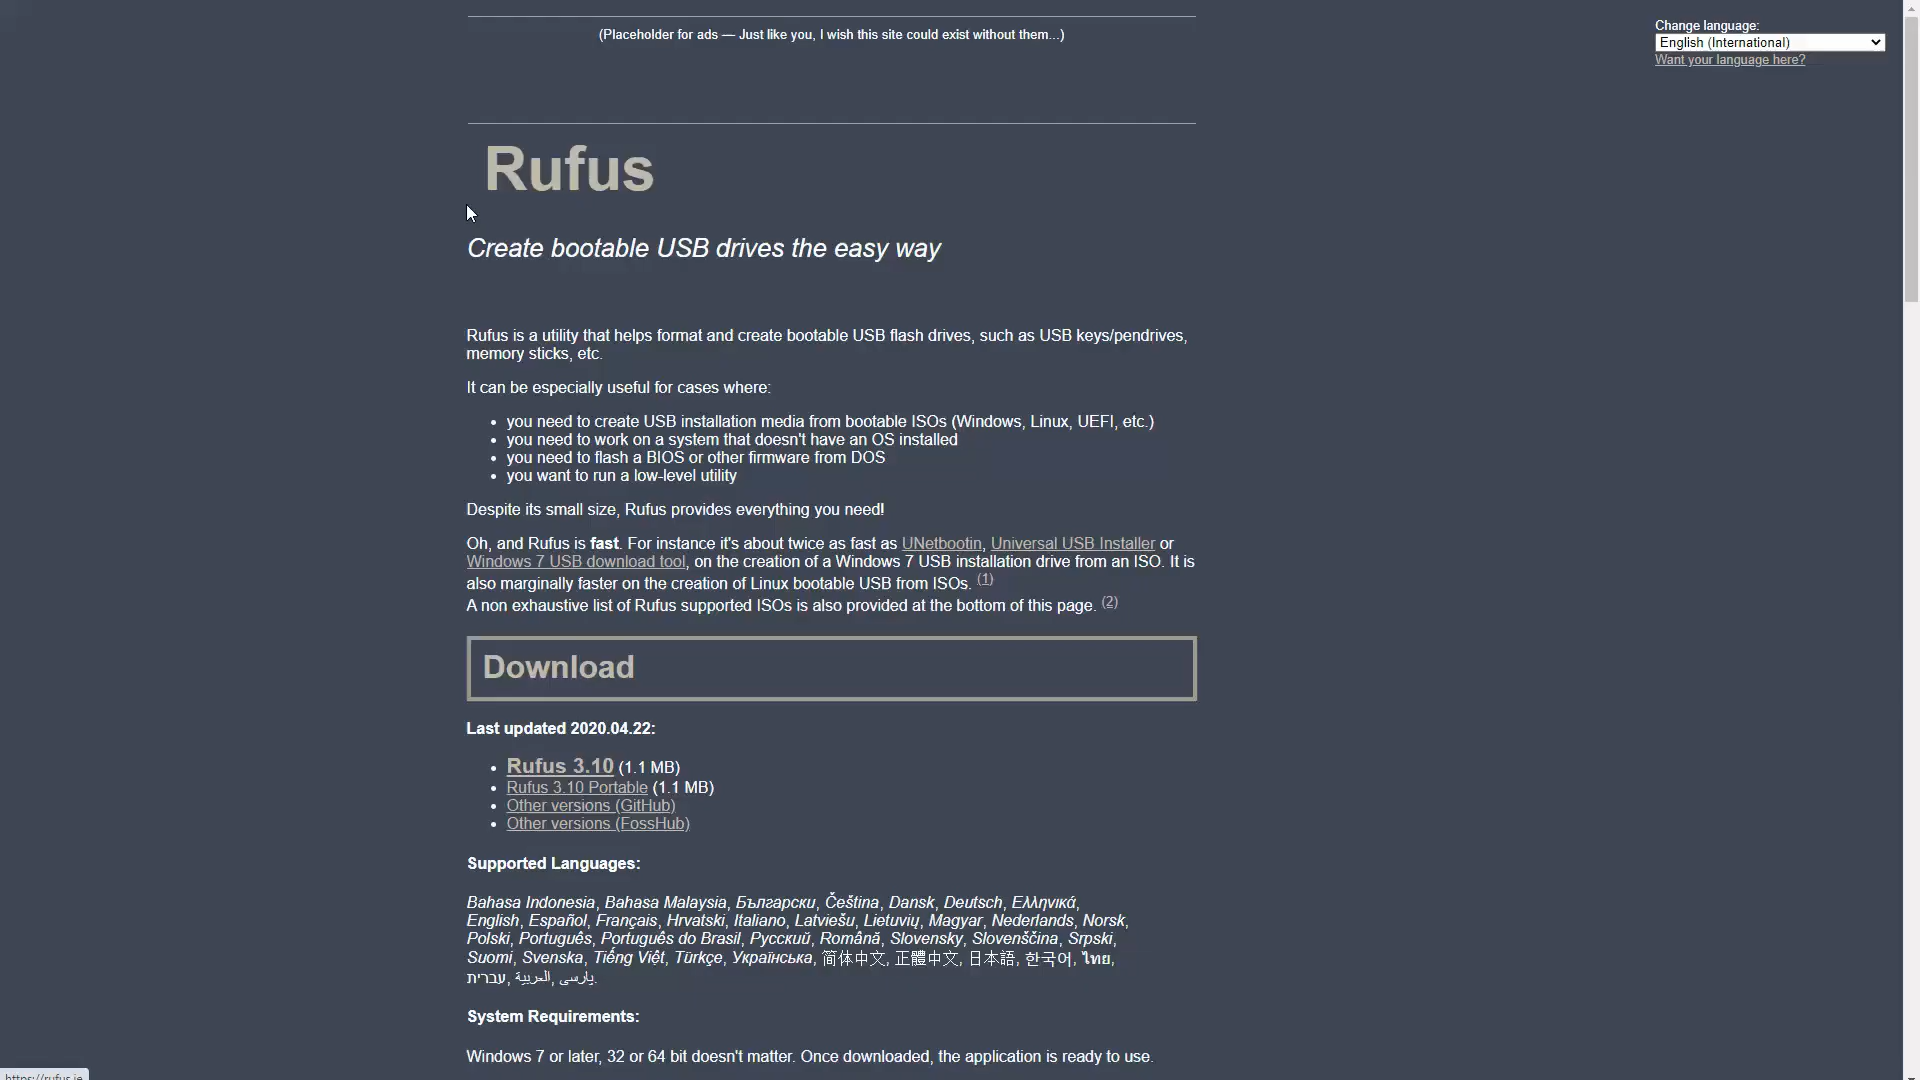 (Placeholder for ads — Just like you, I wish this site could exist without them...)
Change language:
English (International)
Want your language here?
Rufus
Create bootable USB drives the easy way
Rufus is a utility that helps format and create bootable USB flash drives, such as USB keys/pendrives,
memory sticks, etc.
It can be especially useful for cases where:
• you need to create USB installation media from bootable ISOs (Windows, Linux, UEFI, etc.)
• you need to work on a system that doesn't have an OS installed
• you need to flash a BIOS or other firmware from DOS
• you want to run a low-level utility
Despite its small size, Rufus provides everything you need!
Oh, and Rufus is fast. For instance it's about twice as fast as UNetbootin, Universal USB Installer or
Windows 7 USB download tool, on the creation of a Windows 7 USB installation drive from an ISO. It is
also marginally faster on the creation of Linux bootable USB from ISOs. (1)
A non exhaustive list of Rufus supported ISOs is also provided at the bottom of this page. (2)
Download
Last updated 2020.04.22:
• Rufus 3.10 (1.1 MB)
• Rufus 3.10 Portable (1.1 MB)
• Other versions (GitHub)
• Other versions (FossHub)
Supported Languages:
Bahasa Indonesia, Bahasa Malaysia, Български, Čeština, Dansk, Deutsch, Ελληνικά,
English, Español, Français, Hrvatski, Italiano, Latviešu, Lietuvių, Magyar, Nederlands, Norsk,
Polski, Português, Português do Brasil, Русский, Română, Slovensky, Slovenščina, Srpski,
Suomi, Svenska, Tiếng Việt, Türkçe, Українська, 简体中文, 正體中文, 日本語, 한국어, ไทย,
עברית, العربية, پارسی.
System Requirements:
Windows 7 or later, 32 or 64 bit doesn't matter. Once downloaded, the application is ready to use.
https://rufus.ie